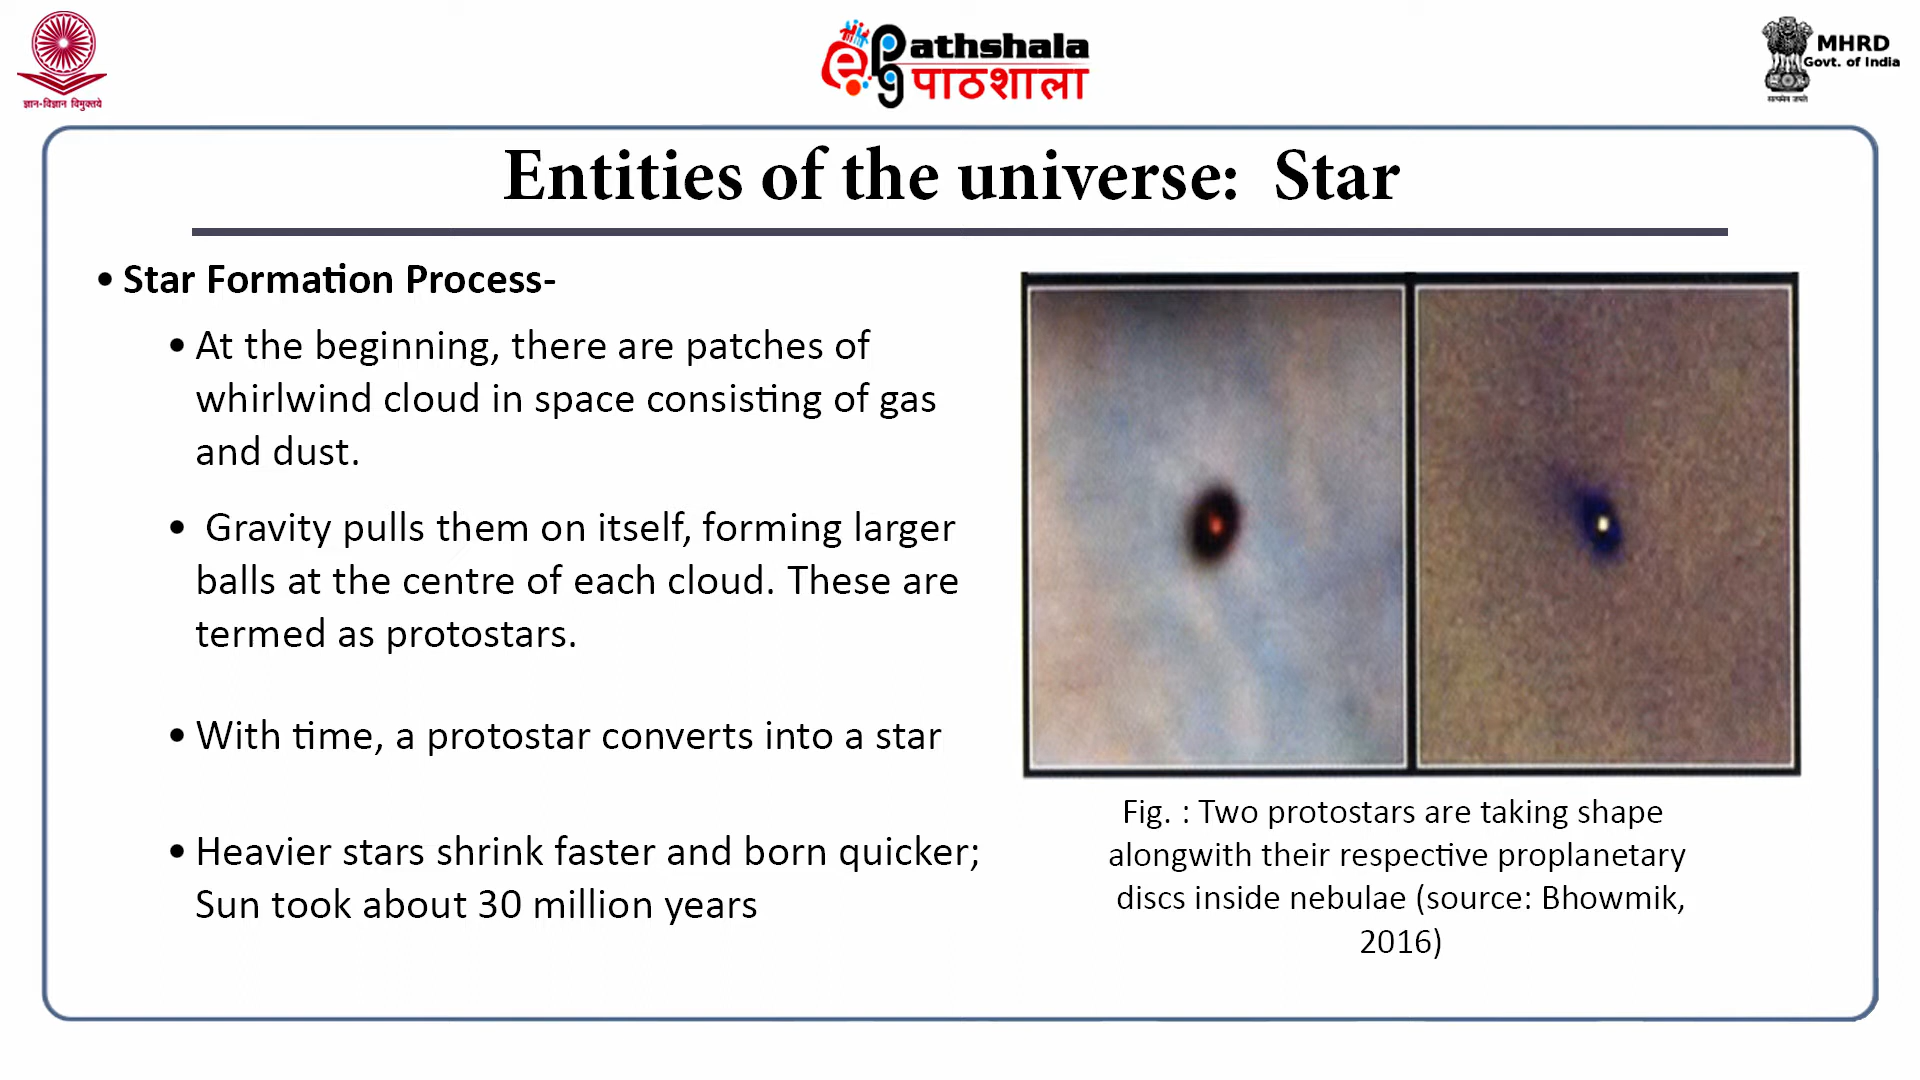 ज्ञान-विज्ञान विमुक्तये
ePathshala
पाठशाला
MHRD
Govt. of India
सत्यमेव जयते
Entities of the universe: Star
• Star Formation Process-
• At the beginning, there are patches of
whirlwind cloud in space consisting of gas
and dust.
• Gravity pulls them on itself, forming larger
balls at the centre of each cloud. These are
termed as protostars.
• With time, a protostar converts into a star
• Heavier stars shrink faster and born quicker;
Sun took about 30 million years
Fig. : Two protostars are taking shape
alongwith their respective proplanetary
discs inside nebulae (source: Bhowmik,
2016)